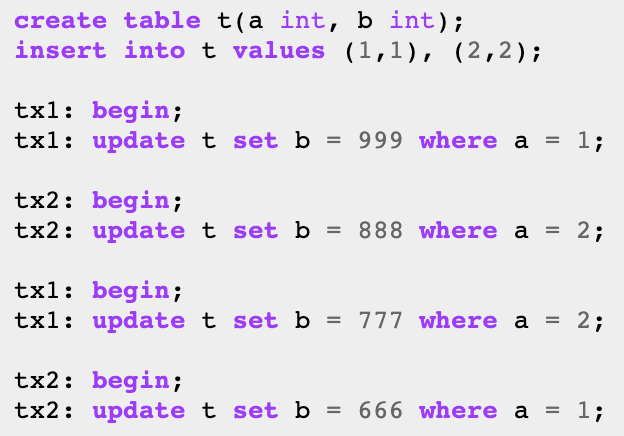 create table t(a int, b int);
insert into t values (1,1), (2,2);
tx1: begin;
tx1: update t set b = 999 where a = 1;
tx2: begin;
tx2: update t set b = 888 where a = 2;
tx1: begin;
tx1: update t set b = 777 where a = 2;
tx2: begin;
tx2: update t set b = 666 where a = 1;